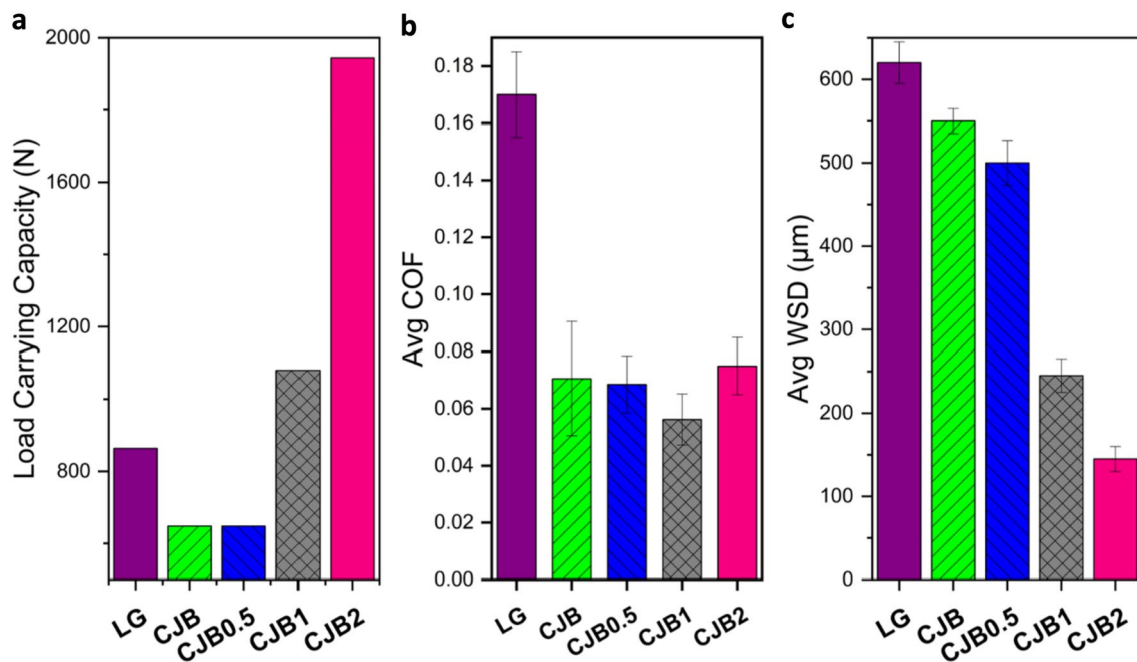 a
Load Carrying Capacity (N)
2000
1600
1200
800
LG
CJB
CJB0.5
CJB1
CJB2
b
Avg COF
0.18
0.16
0.14
0.12
0.10
0.08
0.06
0.04
0.02
0.00
LG
CJB
CJB0.5
CJB1
CJB2
c
Avg WSD (µm)
600
500
400
300
200
100
0
LG
CJB
CJB0.5
CJB1
CJB2